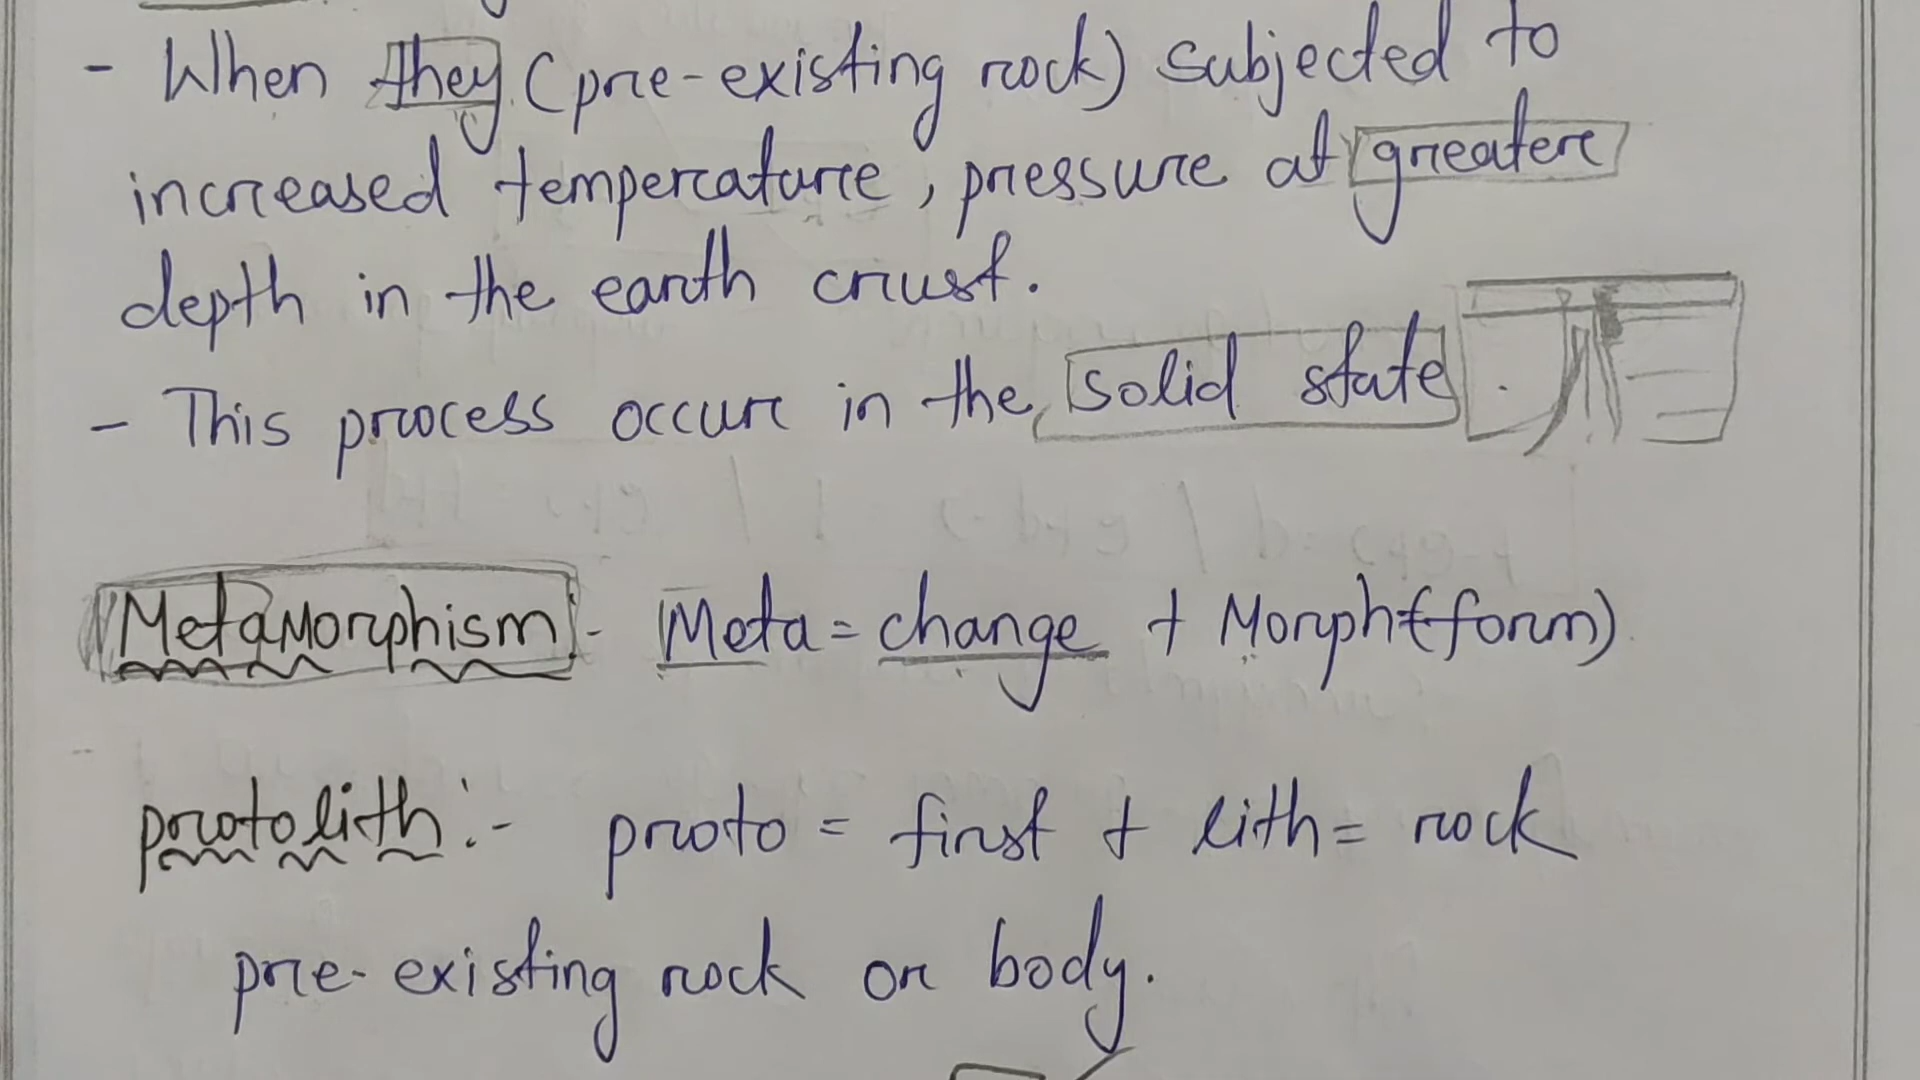 - When they (pre-existing rock) subjected to
increased temperature, pressure at greater
depth in the earth crust.
- This process occur in the solid state.
Metamorphism - Meta = change + Morph (form)
protolith :- proto = first + lith = rock
pre-existing rock or body.